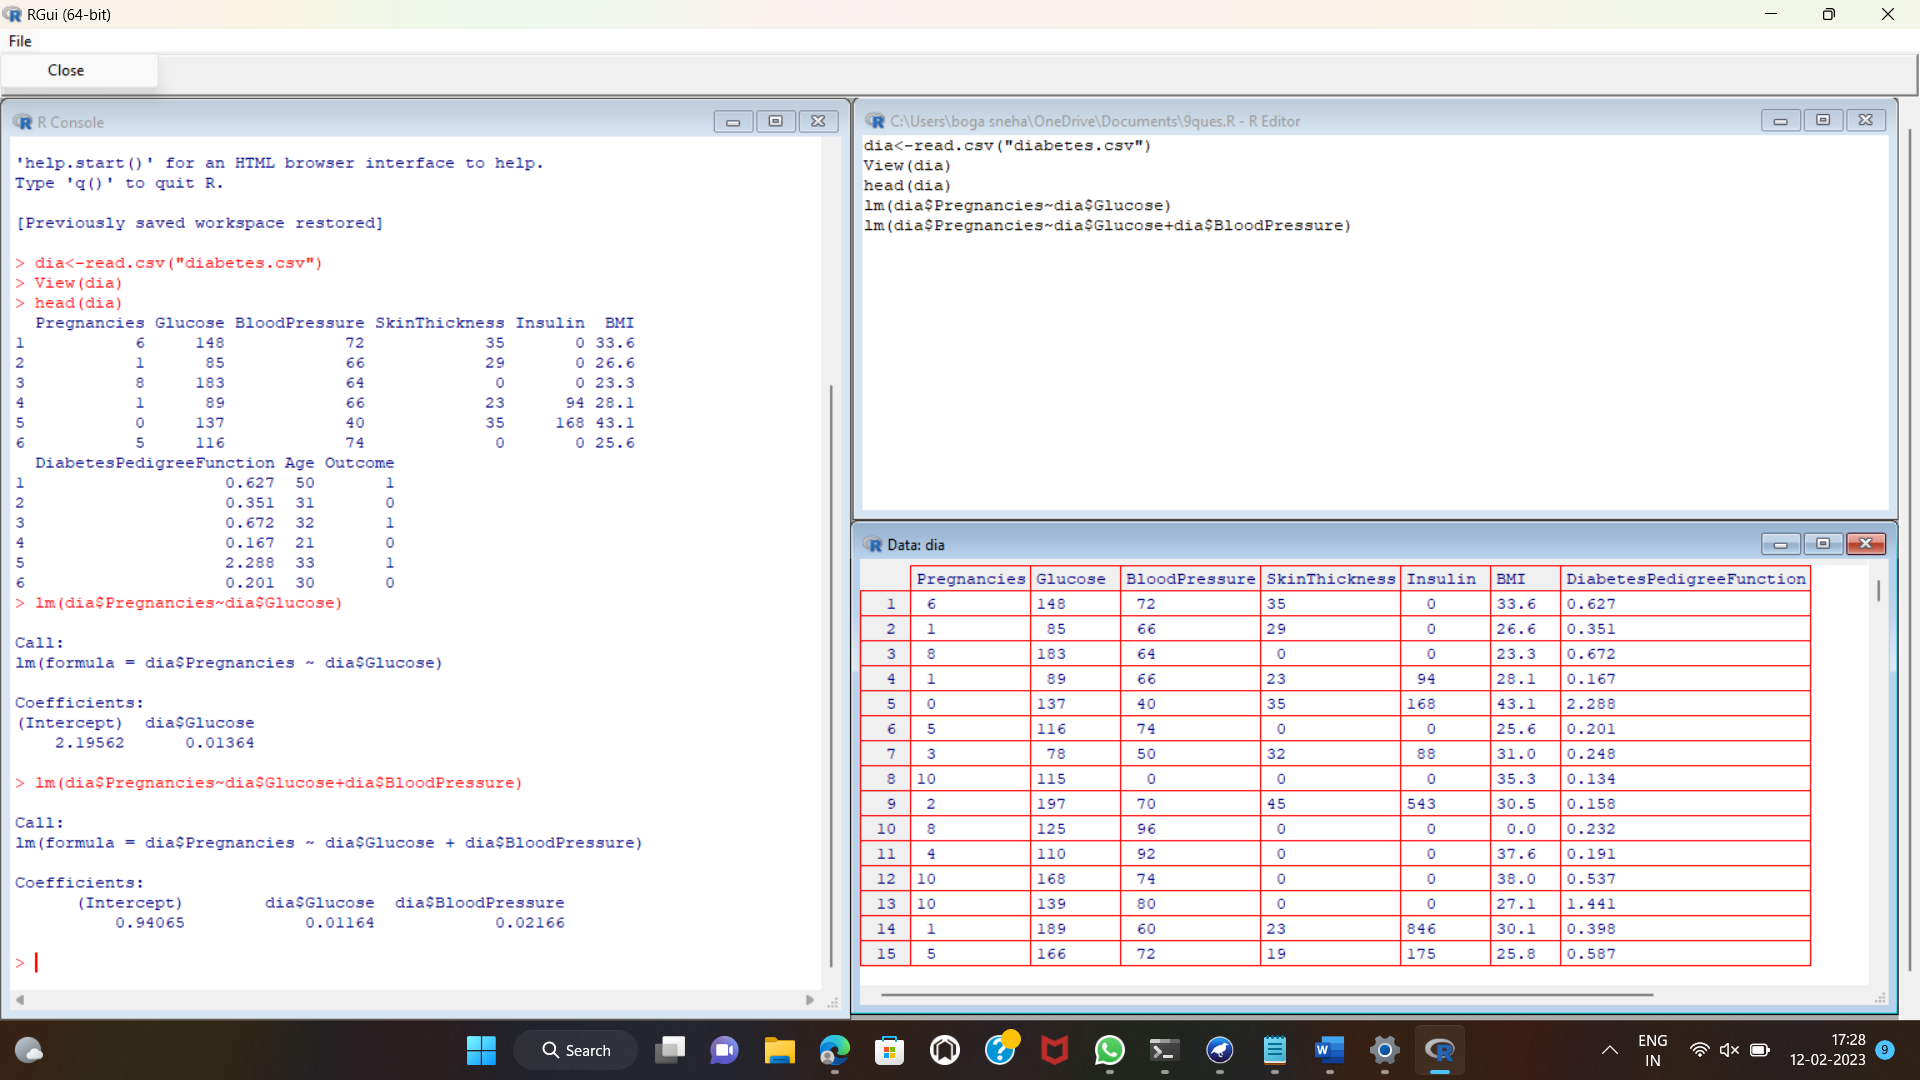 RGui (64-bit)
File
Close
R Console
'help.start()' for an HTML browser interface to help.
Type 'q()' to quit R.
[Previously saved workspace restored]
> dia<-read.csv("diabetes.csv")
> View(dia)
> head(dia)
  Pregnancies Glucose BloodPressure SkinThickness Insulin  BMI
1           6     148            72            35       0 33.6
2           1      85            66            29       0 26.6
3           8     183            64             0       0 23.3
4           1      89            66            23      94 28.1
5           0     137            40            35     168 43.1
6           5     116            74             0       0 25.6
  DiabetesPedigreeFunction Age Outcome
1                    0.627  50       1
2                    0.351  31       0
3                    0.672  32       1
4                    0.167  21       0
5                    2.288  33       1
6                    0.201  30       0
> lm(dia$Pregnancies~dia$Glucose)
Call:
lm(formula = dia$Pregnancies ~ dia$Glucose)
Coefficients:
(Intercept)  dia$Glucose
    2.19562      0.01364
> lm(dia$Pregnancies~dia$Glucose+dia$BloodPressure)
Call:
lm(formula = dia$Pregnancies ~ dia$Glucose + dia$BloodPressure)
Coefficients:
      (Intercept)        dia$Glucose  dia$BloodPressure
          0.94065            0.01164            0.02166
>
C:\Users\boga sneha\OneDrive\Documents\9ques.R - R Editor
dia<-read.csv("diabetes.csv")
View(dia)
head(dia)
lm(dia$Pregnancies~dia$Glucose)
lm(dia$Pregnancies~dia$Glucose+dia$BloodPressure)
Data: dia
Pregnancies Glucose BloodPressure SkinThickness Insulin BMI DiabetesPedigreeFunction
1 6 148 72 35 0 33.6 0.627
2 1 85 66 29 0 26.6 0.351
3 8 183 64 0 0 23.3 0.672
4 1 89 66 23 94 28.1 0.167
5 0 137 40 35 168 43.1 2.288
6 5 116 74 0 0 25.6 0.201
7 3 78 50 32 88 31.0 0.248
8 10 115 0 0 0 35.3 0.134
9 2 197 70 45 543 30.5 0.158
10 8 125 96 0 0 0.0 0.232
11 4 110 92 0 0 37.6 0.191
12 10 168 74 0 0 38.0 0.537
13 10 139 80 0 0 27.1 1.441
14 1 189 60 23 846 30.1 0.398
15 5 166 72 19 175 25.8 0.587
Search
ENG
IN
17:28
12-02-2023
9